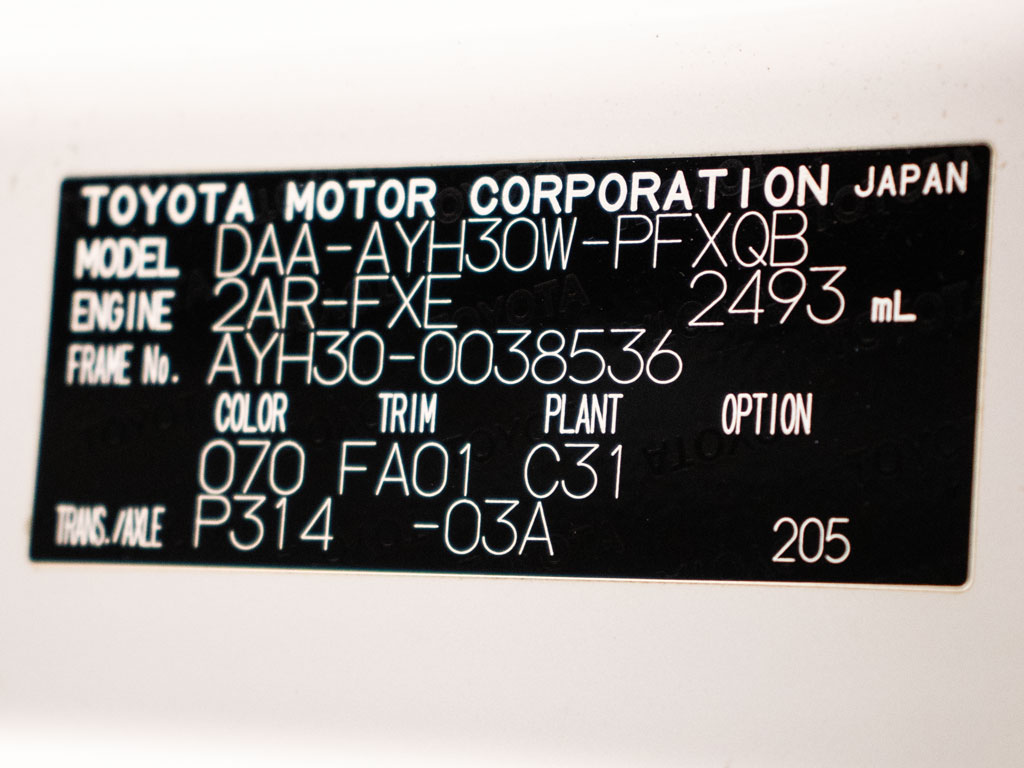 TOYOTA MOTOR CORPORATION JAPAN
MODEL DAA-AYH30W-PFXQB
ENGINE 2AR-FXE 2493 mL
FRAME No. AYH30-0038536
COLOR TRIM PLANT OPTION
070 FA01 C31
TRANS./AXLE P314 -03A 205